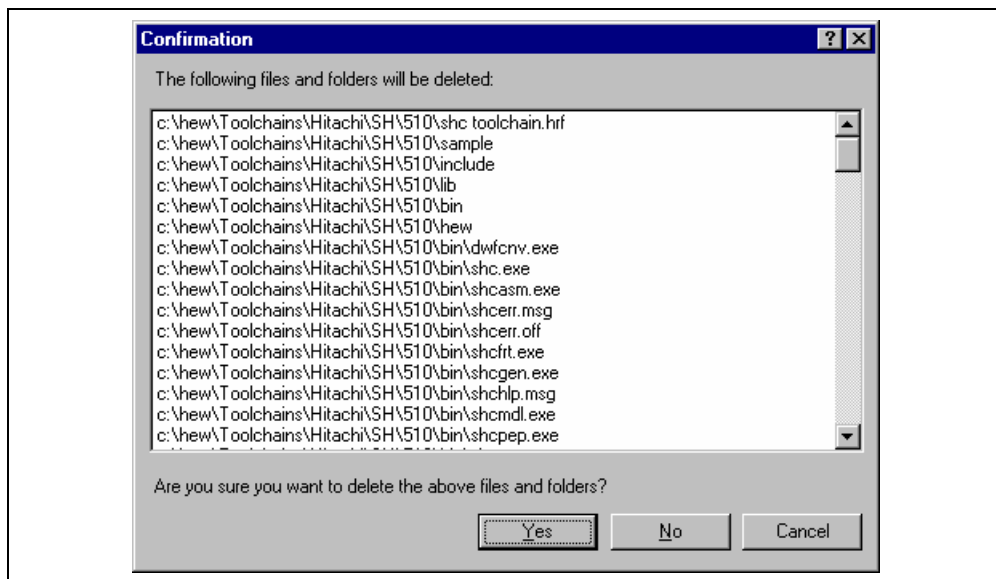 Confirmation
The following files and folders will be deleted:
c:\hew\Toolchains\Hitachi\SH\510\shc toolchain.hrf
c:\hew\Toolchains\Hitachi\SH\510\sample
c:\hew\Toolchains\Hitachi\SH\510\include
c:\hew\Toolchains\Hitachi\SH\510\lib
c:\hew\Toolchains\Hitachi\SH\510\bin
c:\hew\Toolchains\Hitachi\SH\510\hew
c:\hew\Toolchains\Hitachi\SH\510\bin\dwfcnv.exe
c:\hew\Toolchains\Hitachi\SH\510\bin\shc.exe
c:\hew\Toolchains\Hitachi\SH\510\bin\shcasm.exe
c:\hew\Toolchains\Hitachi\SH\510\bin\shcerr.msg
c:\hew\Toolchains\Hitachi\SH\510\bin\shcerr.off
c:\hew\Toolchains\Hitachi\SH\510\bin\shcfrt.exe
c:\hew\Toolchains\Hitachi\SH\510\bin\shcgen.exe
c:\hew\Toolchains\Hitachi\SH\510\bin\shchlp.msg
c:\hew\Toolchains\Hitachi\SH\510\bin\shcmdl.exe
c:\hew\Toolchains\Hitachi\SH\510\bin\shcpep.exe
Are you sure you want to delete the above files and folders?
Yes No Cancel